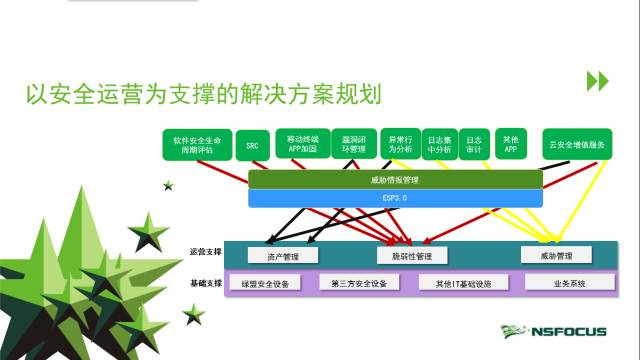 以安全运营为支撑的解决方案规划
软件安全生命
周期评估
SRC
移动终端
APP加固
漏洞闭
环管理
异常行
为分析
日志集
中分析
日志
审计
其他
APP
云安全增值服务
威胁情报管理
ESP3.0
运营支撑
资产管理
脆弱性管理
威胁管理
基础支撑
绿盟安全设备
第三方安全设备
其他IT基础设施
业务系统
NSFOCUS